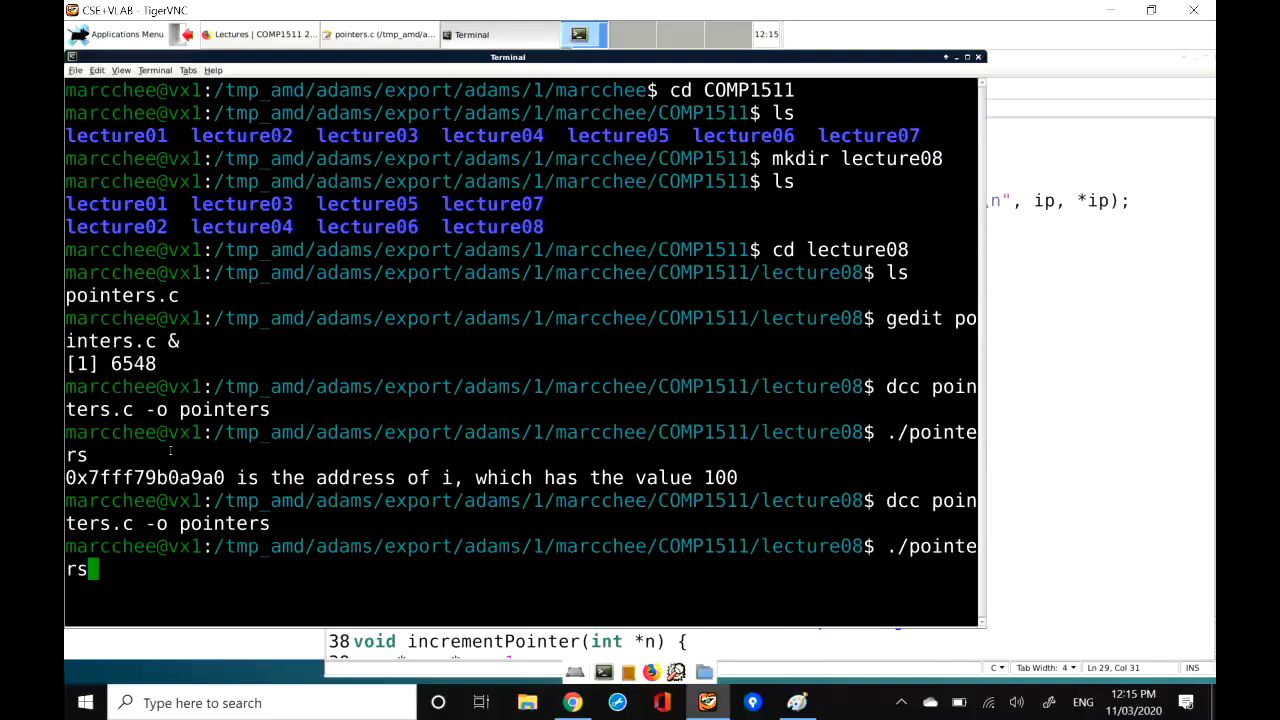 CSE+VLAB - TigerVNC
Applications Menu
Lectures | COMP1511 2...
pointers.c (/tmp_amd/a...
Terminal
12:15
Terminal
File Edit View Terminal Tabs Help
marcchee@vx1:/tmp_amd/adams/export/adams/1/marcchee$ cd COMP1511
marcchee@vx1:/tmp_amd/adams/export/adams/1/marcchee/COMP1511$ ls
lecture01 lecture02 lecture03 lecture04 lecture05 lecture06 lecture07
marcchee@vx1:/tmp_amd/adams/export/adams/1/marcchee/COMP1511$ mkdir lecture08
marcchee@vx1:/tmp_amd/adams/export/adams/1/marcchee/COMP1511$ ls
lecture01 lecture03 lecture05 lecture07
\n", ip, *ip);
lecture02 lecture04 lecture06 lecture08
marcchee@vx1:/tmp_amd/adams/export/adams/1/marcchee/COMP1511$ cd lecture08
marcchee@vx1:/tmp_amd/adams/export/adams/1/marcchee/COMP1511/lecture08$ ls
pointers.c
marcchee@vx1:/tmp_amd/adams/export/adams/1/marcchee/COMP1511/lecture08$ gedit po
inters.c &
[1] 6548
marcchee@vx1:/tmp_amd/adams/export/adams/1/marcchee/COMP1511/lecture08$ dcc poin
ters.c -o pointers
marcchee@vx1:/tmp_amd/adams/export/adams/1/marcchee/COMP1511/lecture08$ ./pointe
rs
0x7fff79b0a9a0 is the address of i, which has the value 100
marcchee@vx1:/tmp_amd/adams/export/adams/1/marcchee/COMP1511/lecture08$ dcc poin
ters.c -o pointers
marcchee@vx1:/tmp_amd/adams/export/adams/1/marcchee/COMP1511/lecture08$ ./pointe
rs
38 void incrementPointer(int *n) {
C Tab Width: 4 Ln 29, Col 31 INS
Type here to search
ENG
12:15 PM
11/03/2020